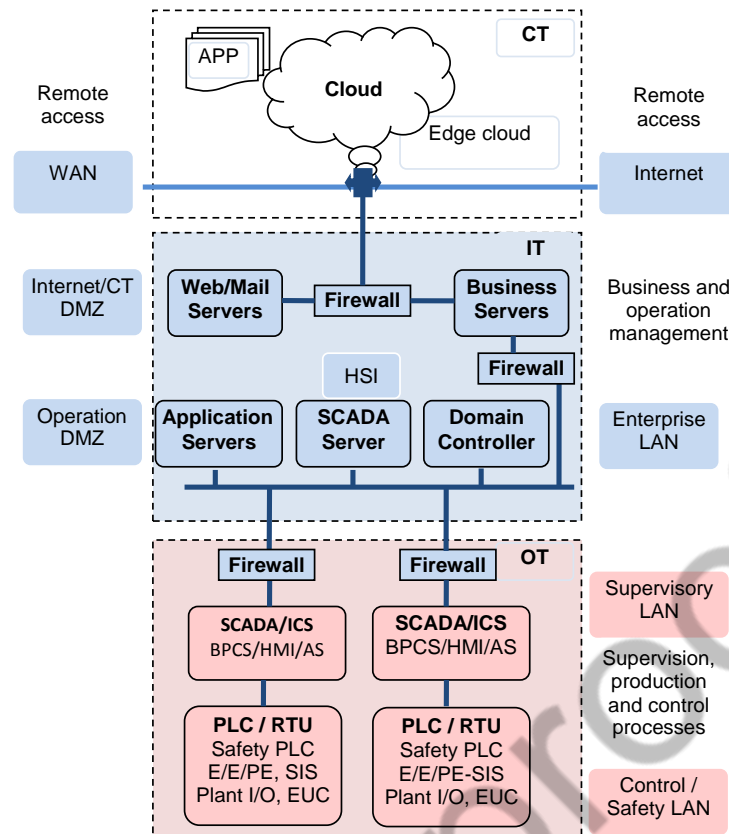 APP
CT
Cloud
Remote
access
Remote
access
Edge cloud
WAN
Internet
IT
Internet/CT
DMZ
Web/Mail
Servers
Firewall
Business
Servers
Business and
operation
management
Firewall
HSI
Operation
DMZ
Application
Servers
SCADA
Server
Domain
Controller
Enterprise
LAN
Firewall
Firewall
OT
SCADA/ICS
BPCS/HMI/AS
SCADA/ICS
BPCS/HMI/AS
Supervisory
LAN
Supervision,
production
and control
processes
PLC / RTU
Safety PLC
E/E/PE, SIS
Plant I/O, EUC
PLC / RTU
Safety PLC
E/E/PE-SIS
Plant I/O, EUC
Control /
Safety LAN